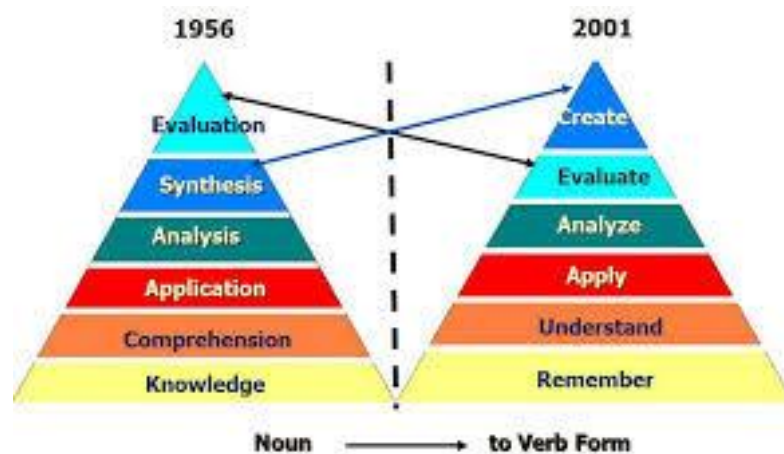 1956
Evaluation
Synthesis
Analysis
Application
Comprehension
Knowledge
2001
Create
Evaluate
Analyze
Apply
Understand
Remember
Noun to Verb Form